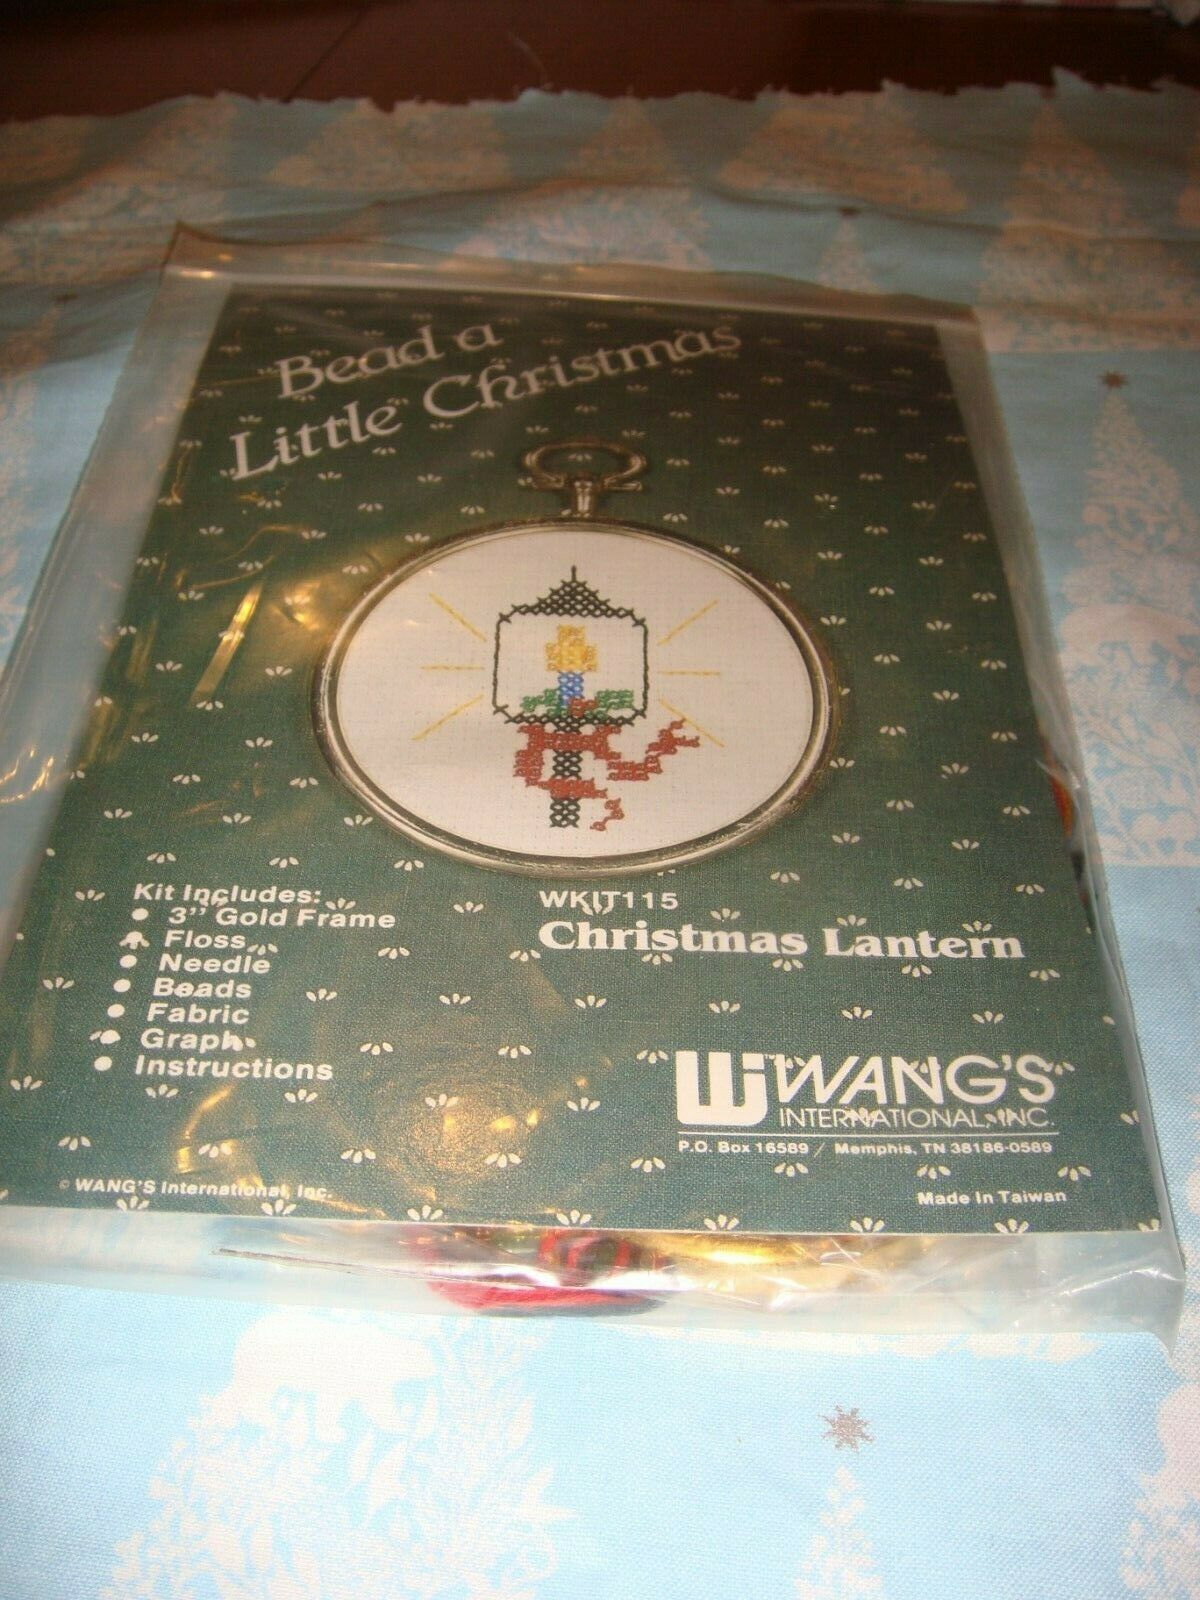 Bead a
Little Christmas
Kit Includes:
• 3" Gold Frame
• Floss
• Needle
• Beads
• Fabric
• Graph
• Instructions
WKIT115
Christmas Lantern
Wi WANG'S
INTERNATIONAL, INC.
P.O. Box 16589 / Memphis, TN 38186-0589
© WANG'S International, Inc.
Made In Taiwan